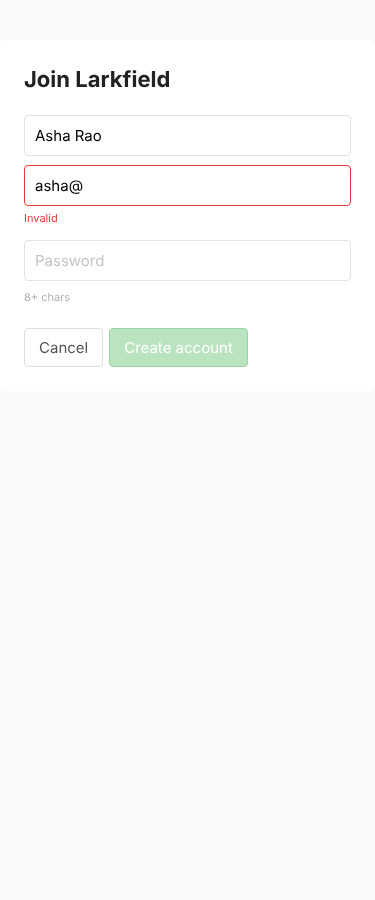 Join Larkfield
Asha Rao
asha@
Invalid
Password
8+ chars
Cancel Create account